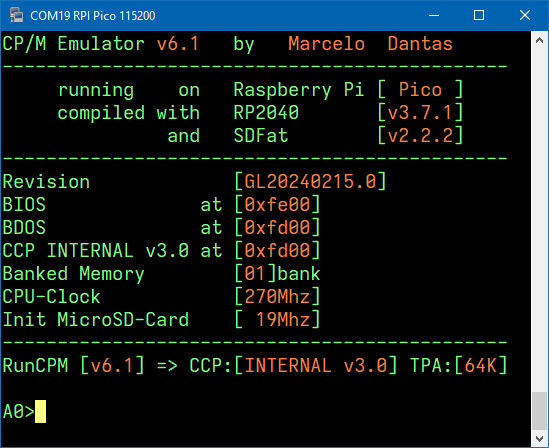 COM19 RPI Pico 115200
CP/M Emulator v6.1   by   Marcelo  Dantas
----------------------------------------------
     running    on   Raspberry Pi [ Pico ]
     compiled with   RP2040       [v3.7.1]
               and   SDFat        [v2.2.2]
----------------------------------------------
Revision             [GL20240215.0]
BIOS              at [0xfe00]
BDOS              at [0xfd00]
CCP INTERNAL v3.0 at [0xfd00]
Banked Memory        [01]bank
CPU-Clock            [270Mhz]
Init MicroSD-Card    [ 19Mhz]
----------------------------------------------
RunCPM [v6.1] => CCP:[INTERNAL v3.0] TPA:[64K]
A0>